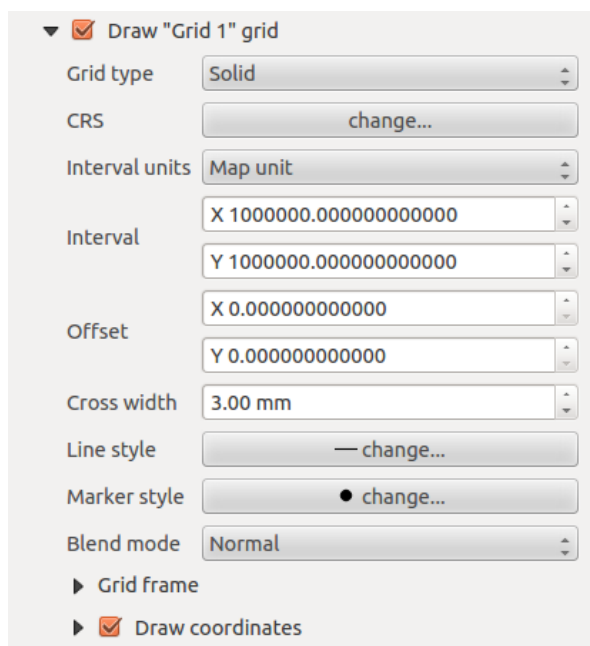 Draw "Grid 1" grid
Grid type Solid
CRS change...
Interval units Map unit
Interval
X 1000000.000000000000
Y 1000000.000000000000
Offset
X 0.000000000000
Y 0.000000000000
Cross width 3.00 mm
Line style change...
Marker style change...
Blend mode Normal
Grid frame
Draw coordinates